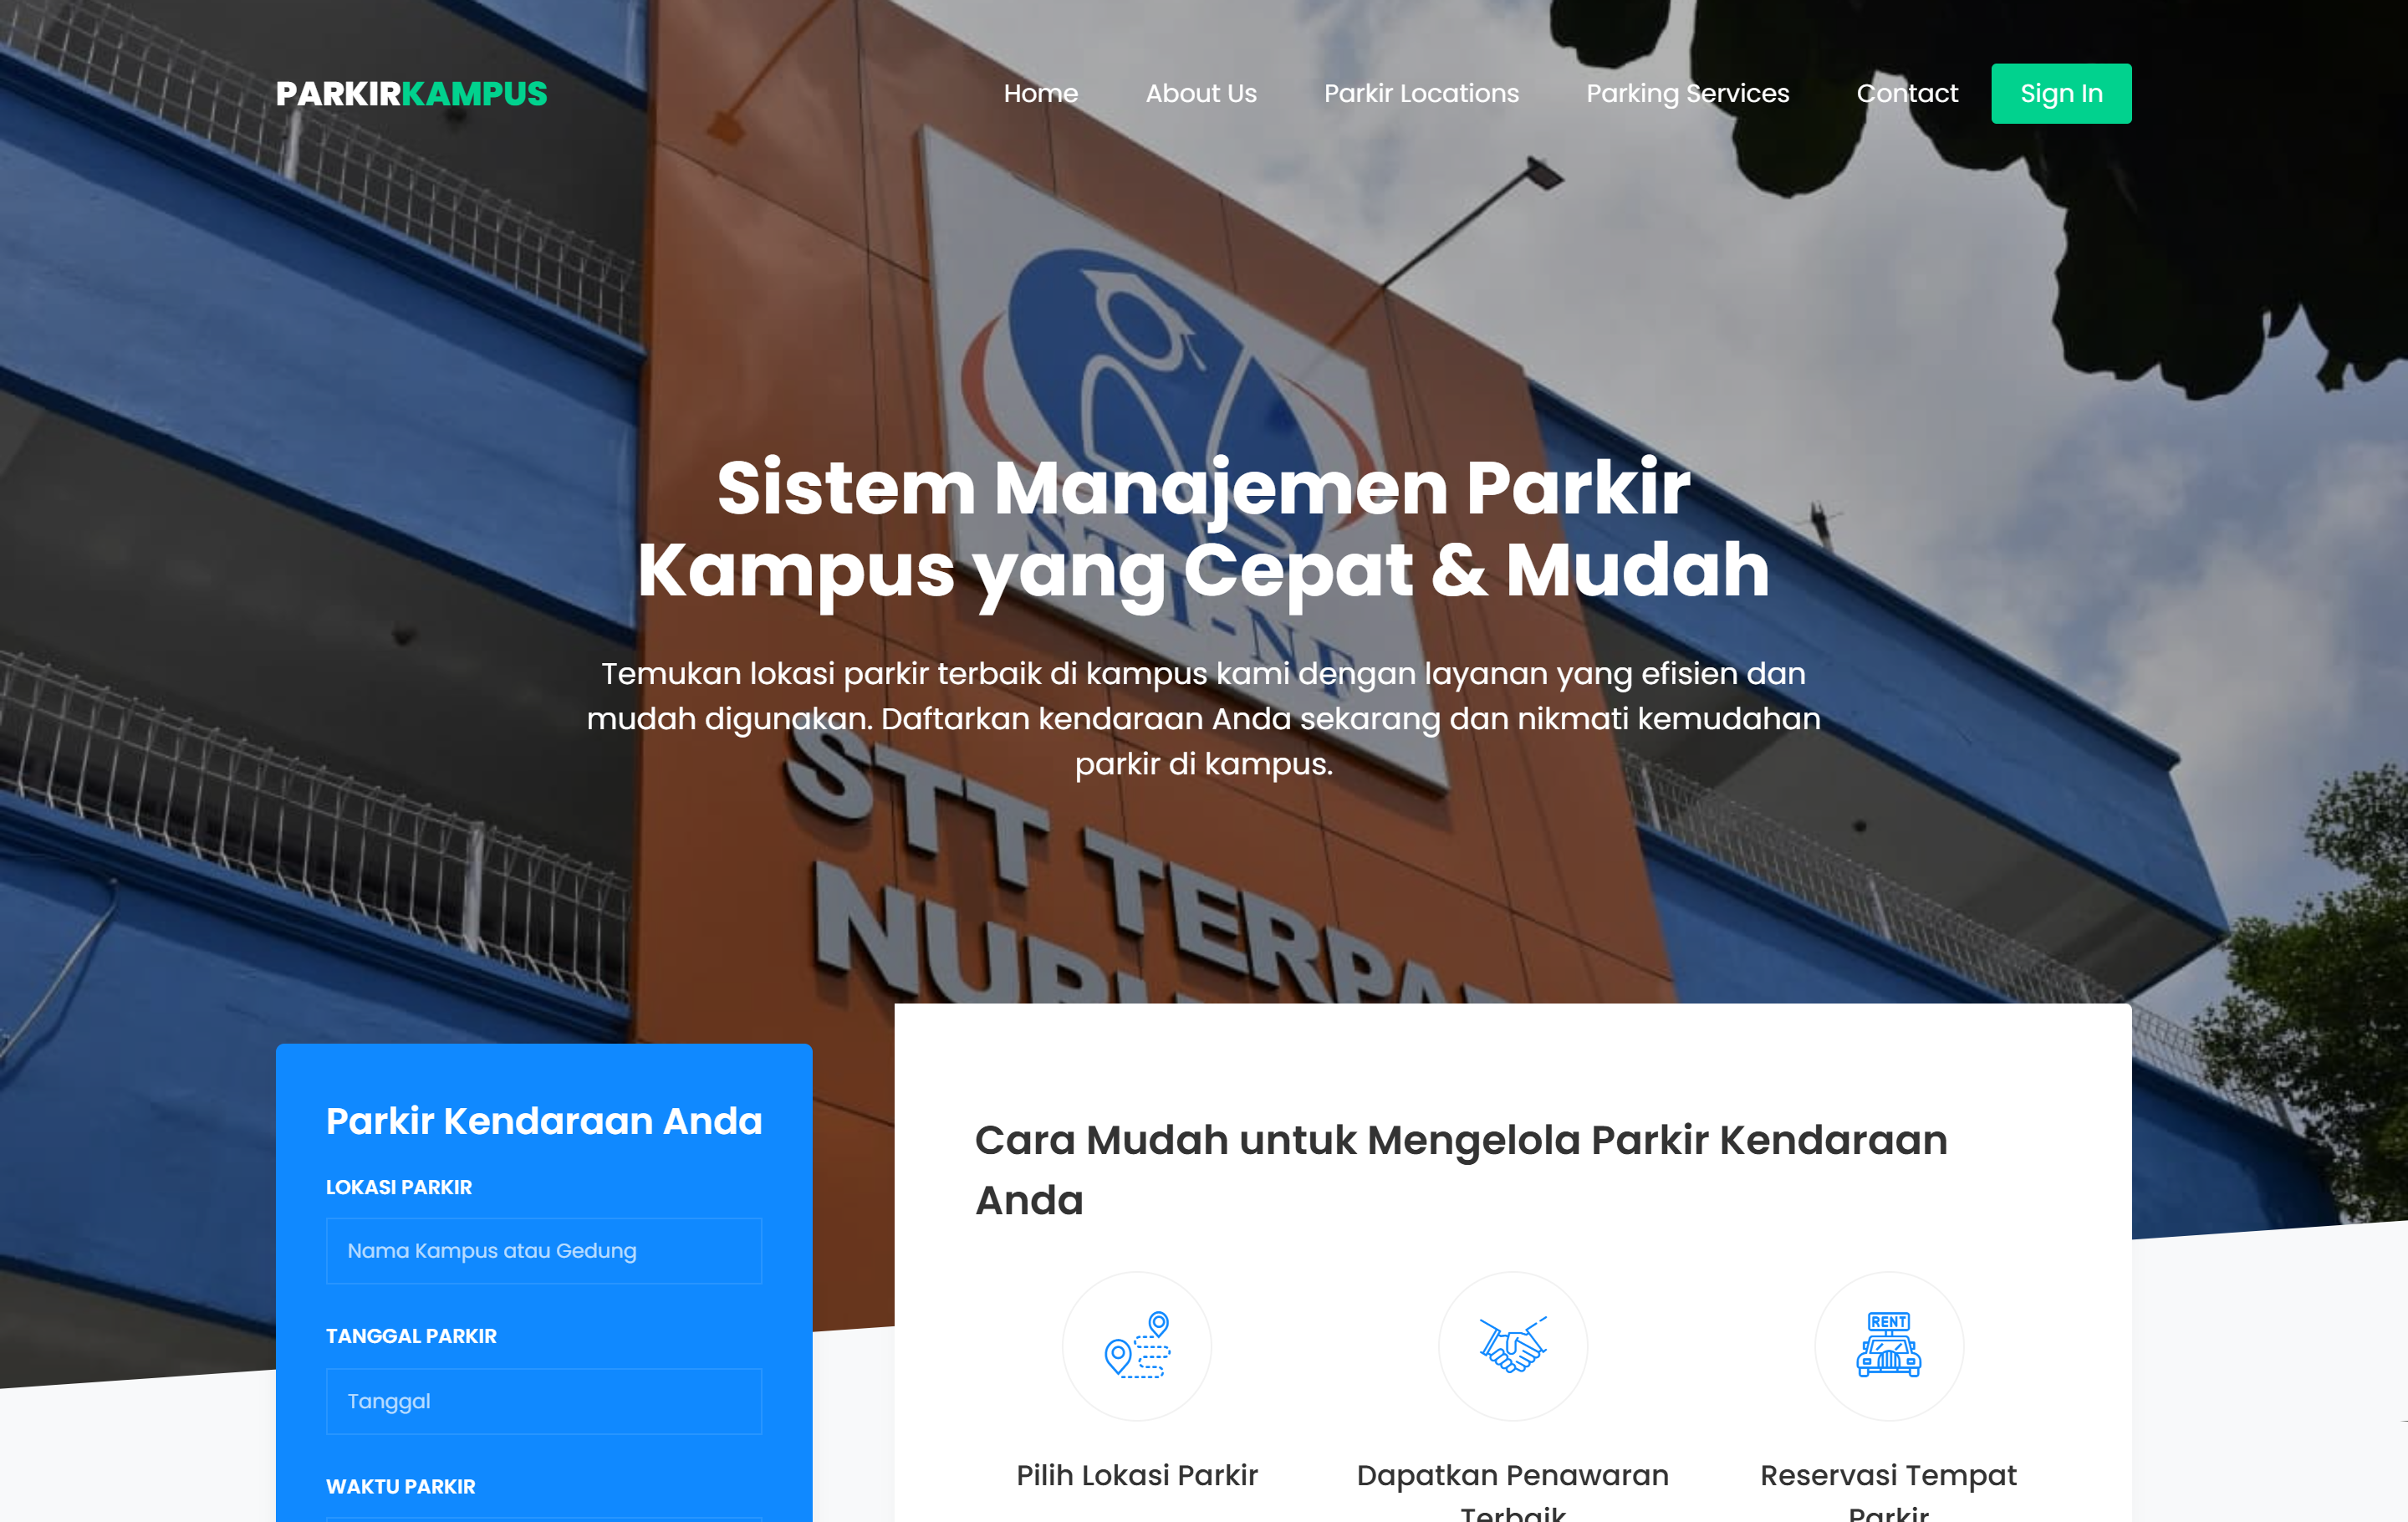 PARKIRKAMPUS
Home
About Us
Parkir Locations
Parking Services
Contact
Sign In
Sistem Manajemen Parkir
Kampus yang Cepat & Mudah
Temukan lokasi parkir terbaik di kampus kami dengan layanan yang efisien dan
mudah digunakan. Daftarkan kendaraan Anda sekarang dan nikmati kemudahan
parkir di kampus.
STT-NF
STT
Parkir Kendaraan Anda
LOKASI PARKIR
Nama Kampus atau Gedung
TANGGAL PARKIR
Tanggal
WAKTU PARKIR
Cara Mudah untuk Mengelola Parkir Kendaraan
Anda
RENT
Pilih Lokasi Parkir
Dapatkan Penawaran
Terbaik
Reservasi Tempat
Parkir